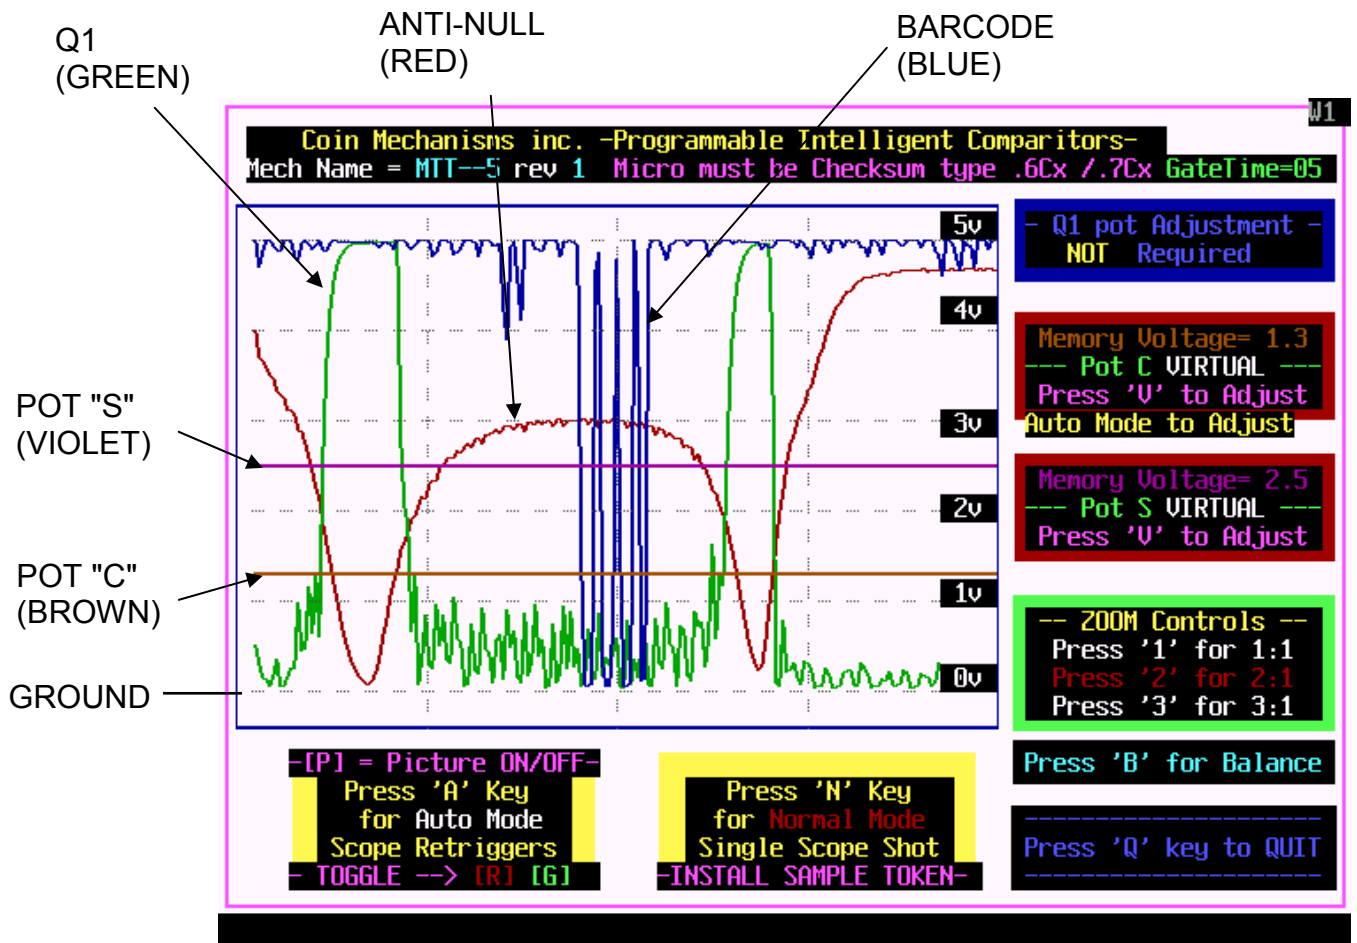 Q1
(GREEN)
ANTI-NULL
(RED)
BARCODE
(BLUE)
W1
Coin Mechanisms inc. -Programmable Intelligent Comparitors-
Mech Name = MTT--5 rev 1 Micro must be Checksum type .6Cx /.7Cx GateTime=05
5v
4v
3v
2v
1v
0v
POT "S"
(VIOLET)
POT "C"
(BROWN)
GROUND
- Q1 pot Adjustment -
NOT Required
Memory Voltage= 1.3
--- Pot C VIRTUAL ---
Press 'V' to Adjust
Auto Mode to Adjust
Memory Voltage= 2.5
--- Pot S VIRTUAL ---
Press 'V' to Adjust
-- ZOOM Controls --
Press '1' for 1:1
Press '2' for 2:1
Press '3' for 3:1
Press 'B' for Balance
Press 'Q' key to QUIT
-[P] = Picture ON/OFF-
Press 'A' Key
for Auto Mode
Scope Retriggers
- TOGGLE --> [R] [G]
Press 'N' Key
for Normal Mode
Single Scope Shot
-INSTALL SAMPLE TOKEN-